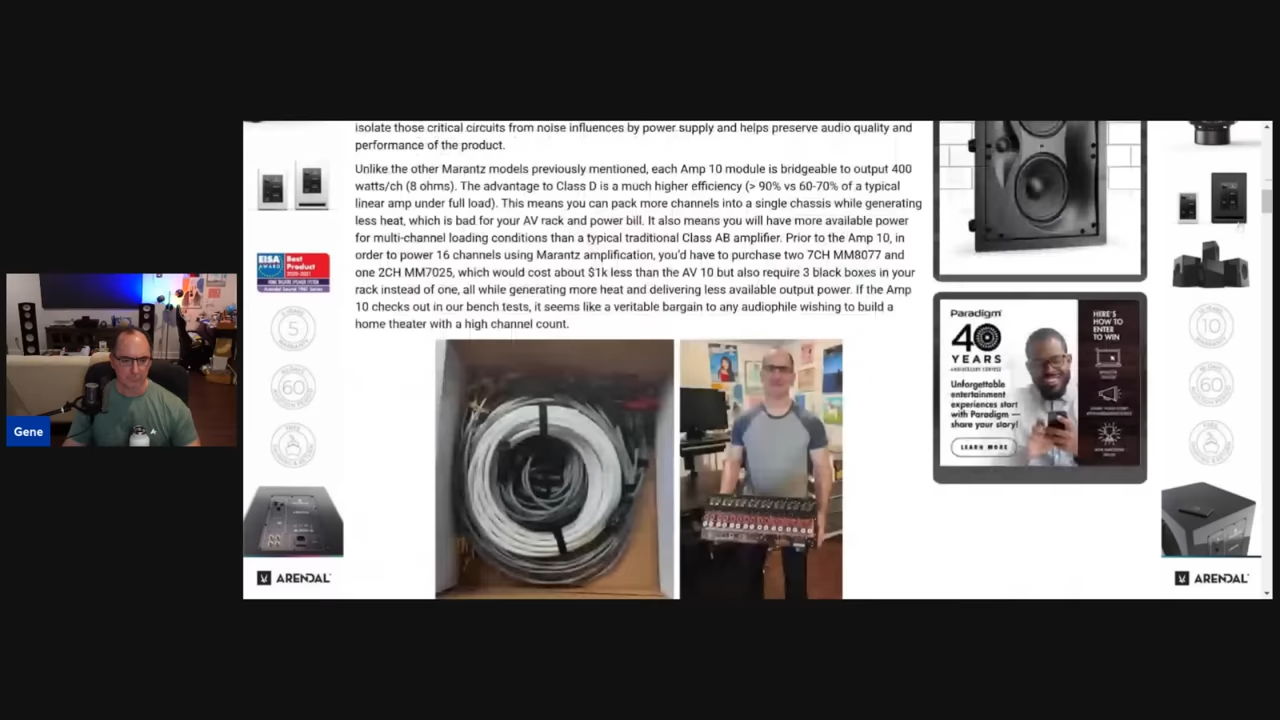 isolate those critical circuits from noise influences by power supply and helps preserve audio quality and
performance of the product.
Unlike the other Marantz models previously mentioned, each Amp 10 module is bridgeable to output 400
watts/ch (8 ohms). The advantage to Class D is a much higher efficiency (> 90% vs 60-70% of a typical
linear amp under full load). This means you can pack more channels into a single chassis while generating
less heat, which is bad for your AV rack and power bill. It also means you will have more available power
for multi-channel loading conditions than a typical traditional Class AB amplifier. Prior to the Amp 10, in
order to power 16 channels using Marantz amplification, you'd have to purchase two 7CH MM8077 and
one 2CH MM7025, which would cost about $1k less than the AV 10 but also require 3 black boxes in your
rack instead of one, all while generating more heat and delivering less available output power. If the Amp
10 checks out in our bench tests, it seems like a veritable bargain to any audiophile wishing to build a
home theater with a high channel count.
EISA
AWARD
Best
Product
2020-2021
5
60
ARENDAL
Gene
Paradigm
40
YEARS
Unforgettable
entertainment
experiences start
with Paradigm —
share your story!
LEARN MORE
HERE'S
HOW TO
ENTER
TO WIN
10
60
ARENDAL